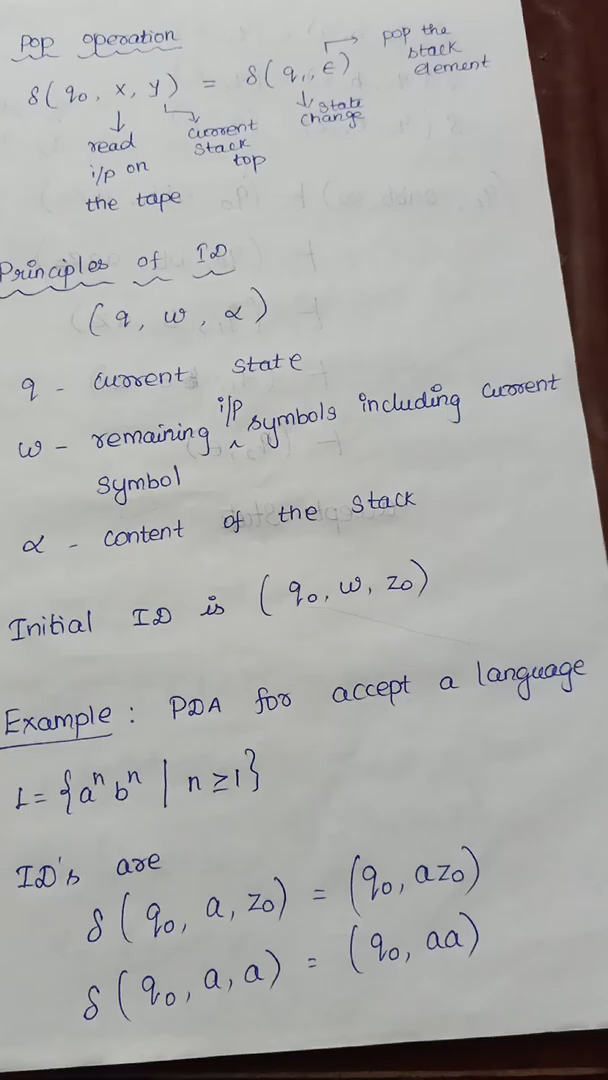 Pop operation
δ(q₀, x, y) = δ(q₁, ε)
pop the stack element
state change
read i/p on the tape
current stack top
Principles of ID
(q, w, α)
q - current state
w - remaining i/p symbols including current
symbol
α - content of the stack
Initial ID is (q₀, w, z₀)
Example : PDA for accept a language
L = {aⁿ bⁿ | n ≥ 1}
ID's are
δ(q₀, a, z₀) = (q₀, az₀)
δ(q₀, a, a) = (q₀, aa)